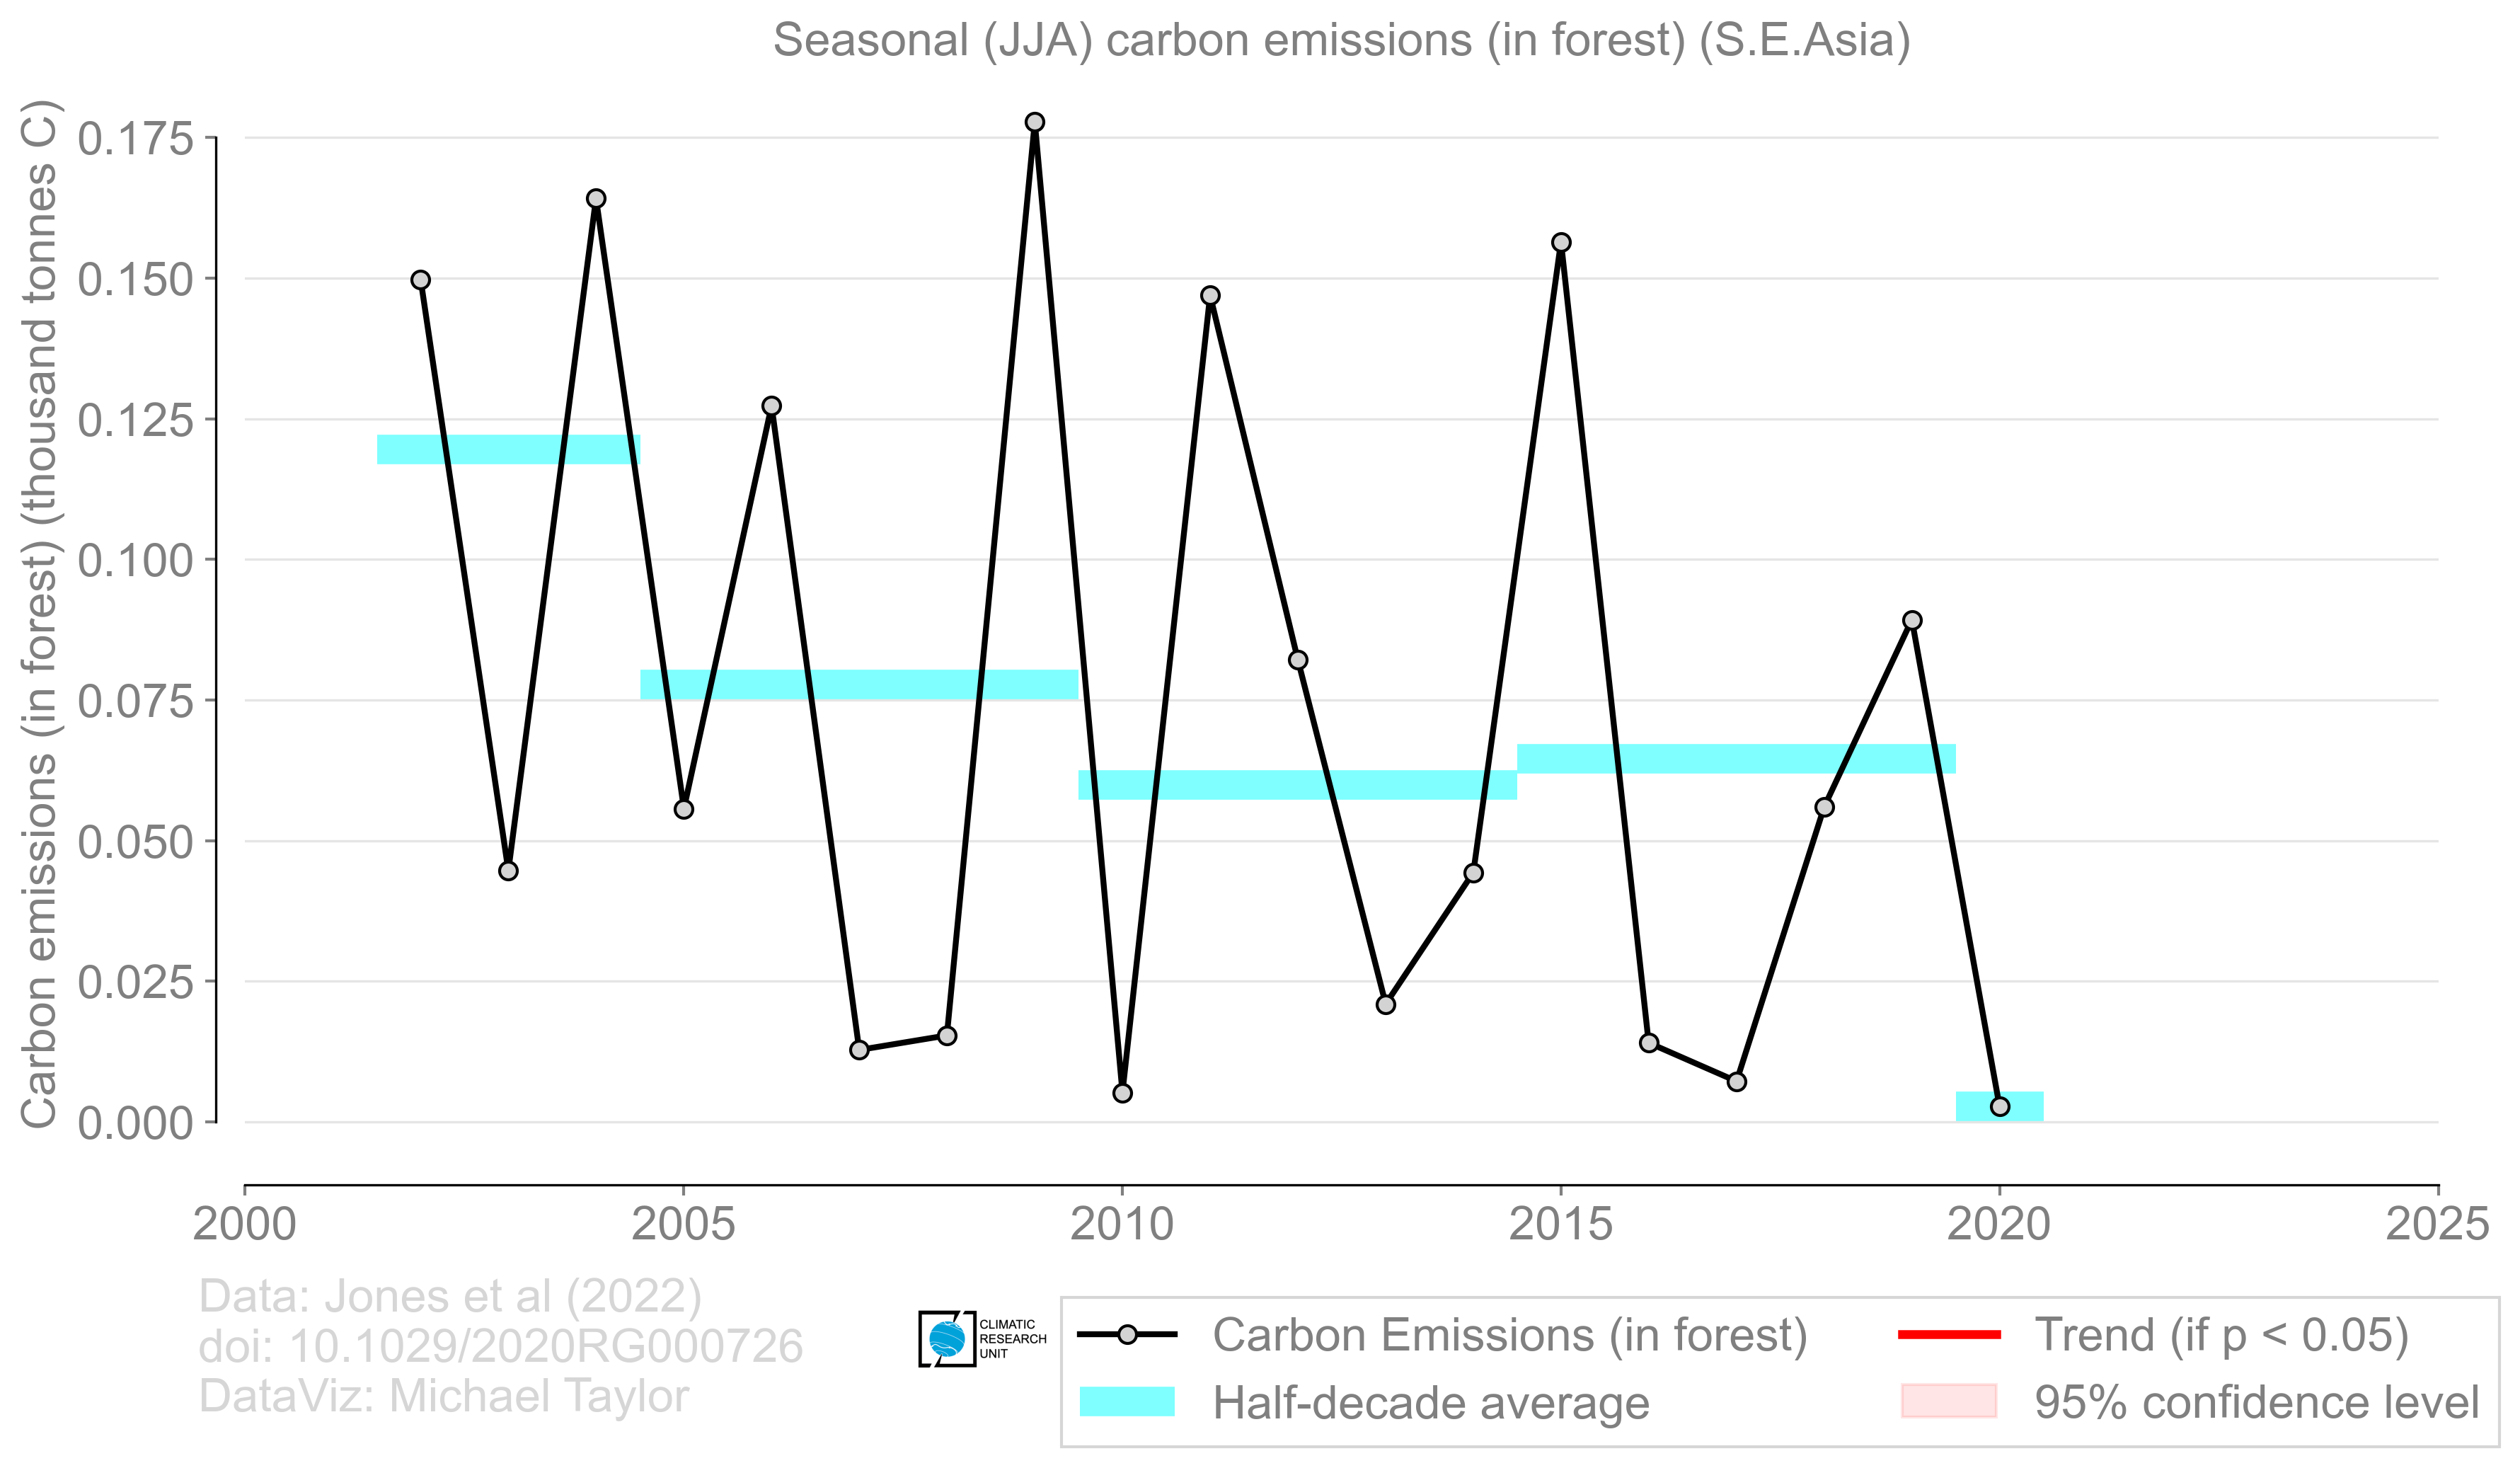 Seasonal (JJA) carbon emissions (in forest) (S.E.Asia)
Carbon emissions (in forest) (thousand tonnes C)
0.175
0.150
0.125
0.100
0.075
0.050
0.025
0.000
2000
2005
2010
2015
2020
2025
Data: Jones et al (2022)
doi: 10.1029/2020RG000726
DataViz: Michael Taylor
CLIMATIC
RESEARCH
UNIT
Carbon Emissions (in forest)
Half-decade average
Trend (if p < 0.05)
95% confidence level